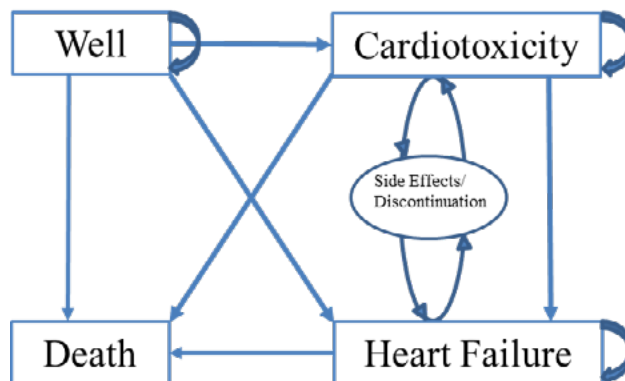 Well
Cardiotoxicity
Side Effects/
Discontinuation
Death
Heart Failure